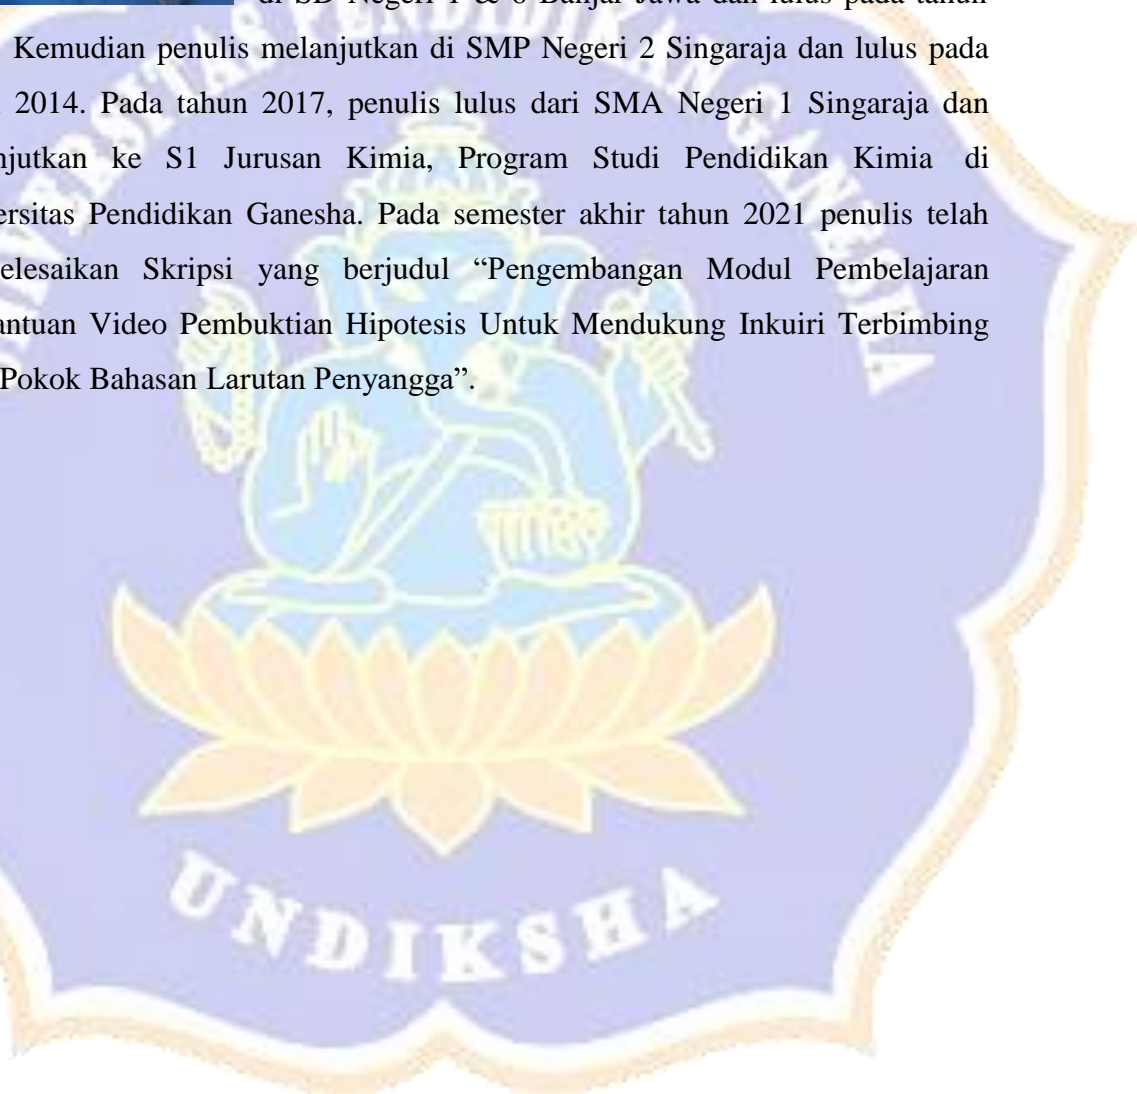 di SD Negeri 1 & 6 Banjar Jawa dan lulus pada tahun
Kemudian penulis melanjutkan di SMP Negeri 2 Singaraja dan lulus pada
2014. Pada tahun 2017, penulis lulus dari SMA Negeri 1 Singaraja dan
njutkan ke S1 Jurusan Kimia, Program Studi Pendidikan Kimia di
ersitas Pendidikan Ganesha. Pada semester akhir tahun 2021 penulis telah
elesaikan Skripsi yang berjudul “Pengembangan Modul Pembelajaran
antuan Video Pembuktian Hipotesis Untuk Mendukung Inkuiri Terbimbing
Pokok Bahasan Larutan Penyangga”.
UNIVERSITAS PENDIDIKAN GANESHA
UNDIKSHA